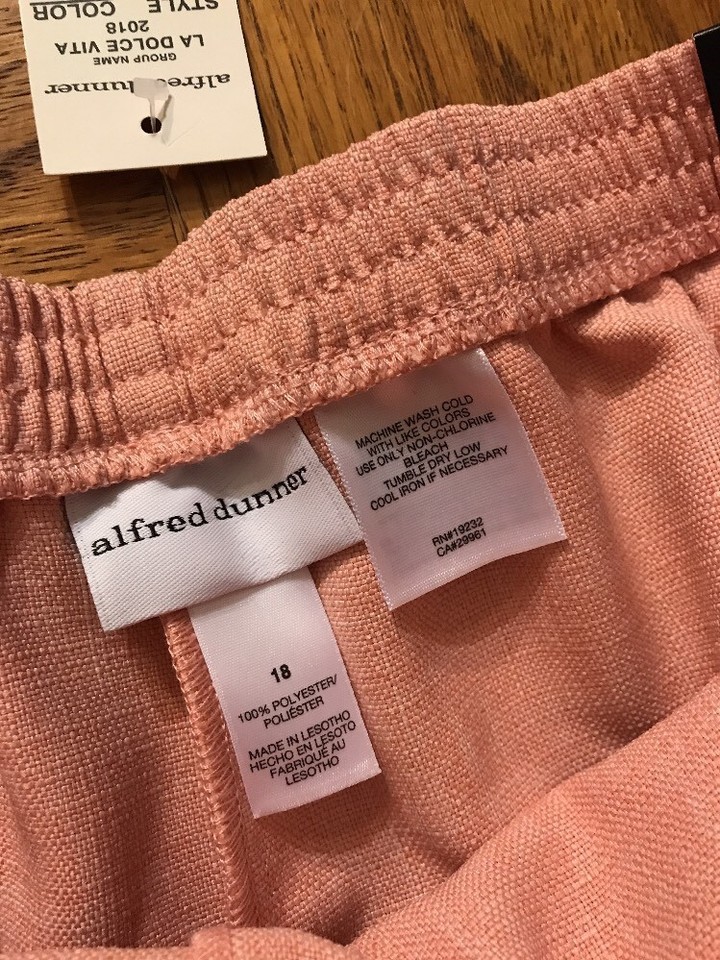 alfred dunner
GROUP NAME
LA DOLCE VITA
2018
STYLE COLOR
alfred dunner
MACHINE WASH COLD
WITH LIKE COLORS
USE ONLY NON-CHLORINE
BLEACH
TUMBLE DRY LOW
COOL IRON IF NECESSARY
RN#19232
CA#29961
18
100% POLYESTER/
POLIÉSTER
MADE IN LESOTHO
HECHO EN LESOTO
FABRIQUÉ AU
LESOTHO